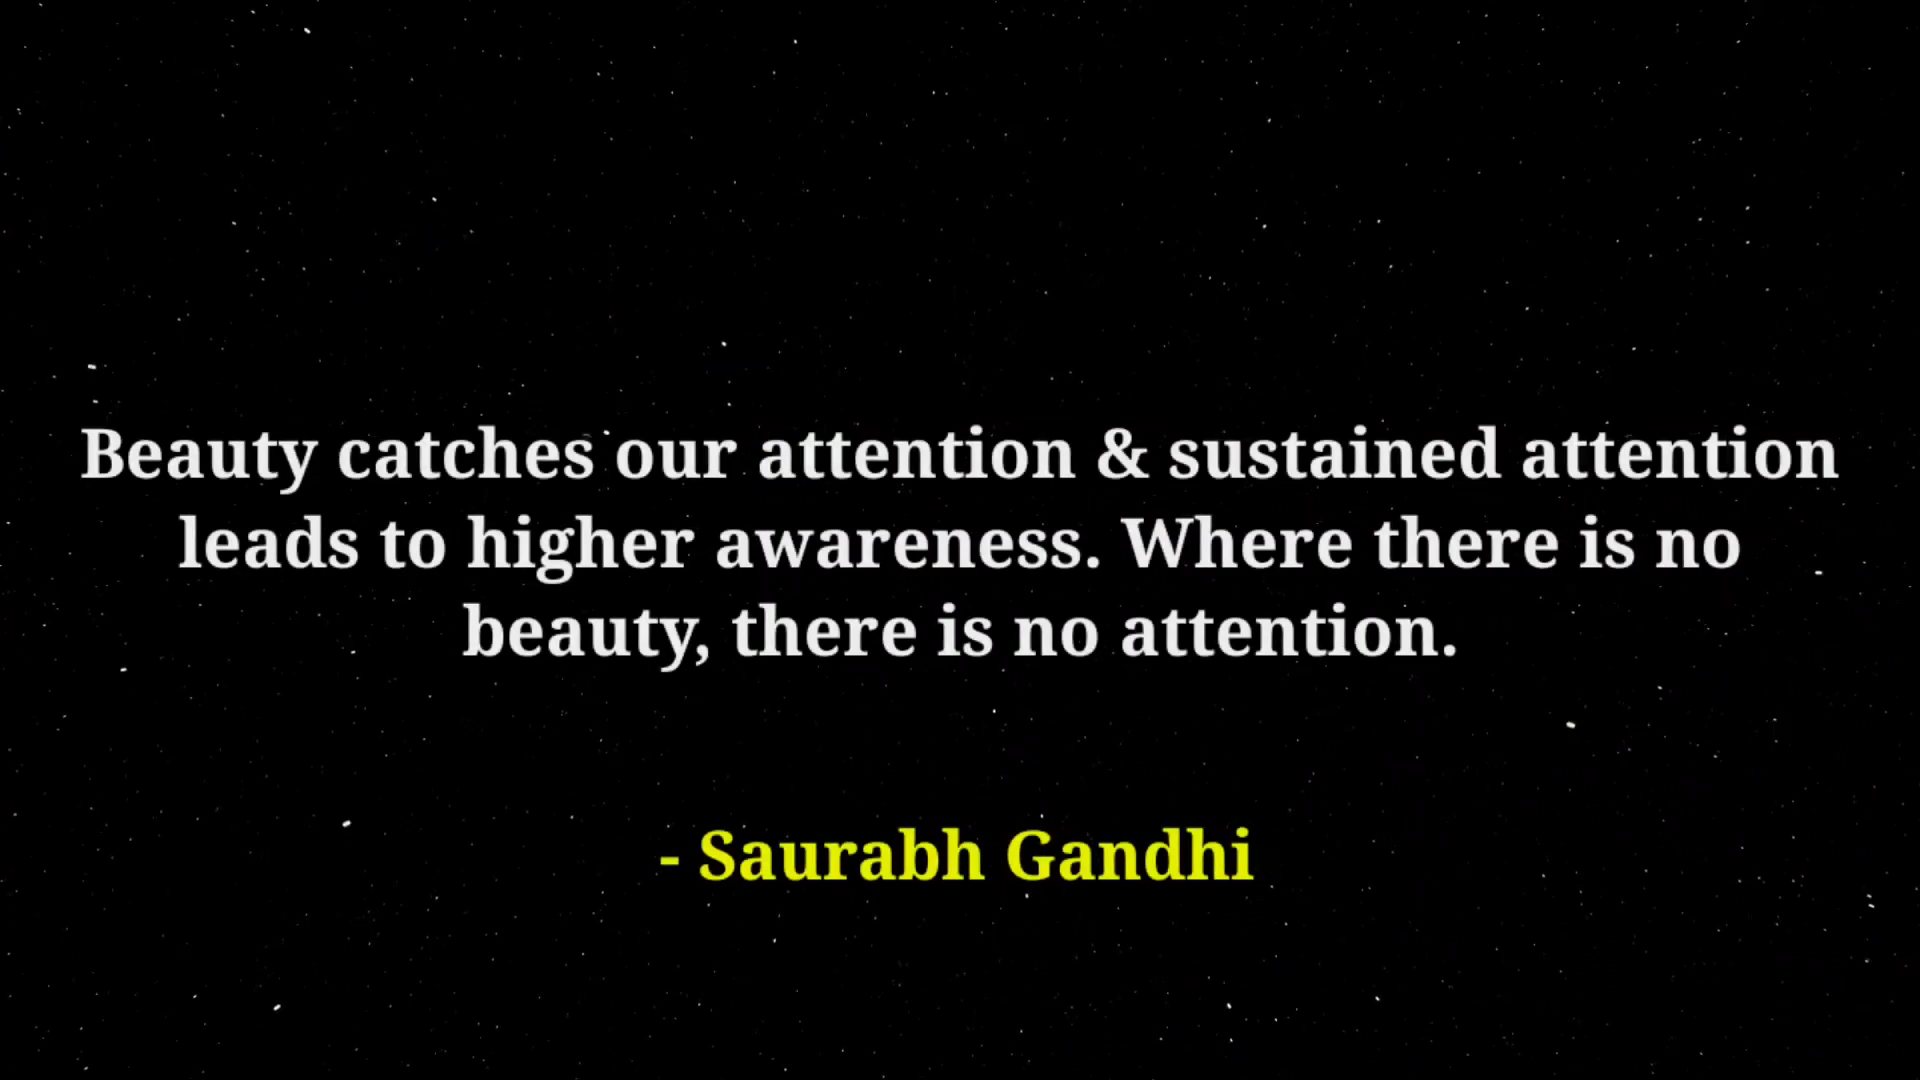 Beauty catches our attention & sustained attention
leads to higher awareness. Where there is no
beauty, there is no attention.
- Saurabh Gandhi